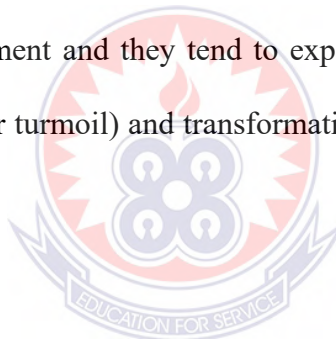 ment and they tend to exp
r turmoil) and transformati
EDUCATION FOR SERVICE